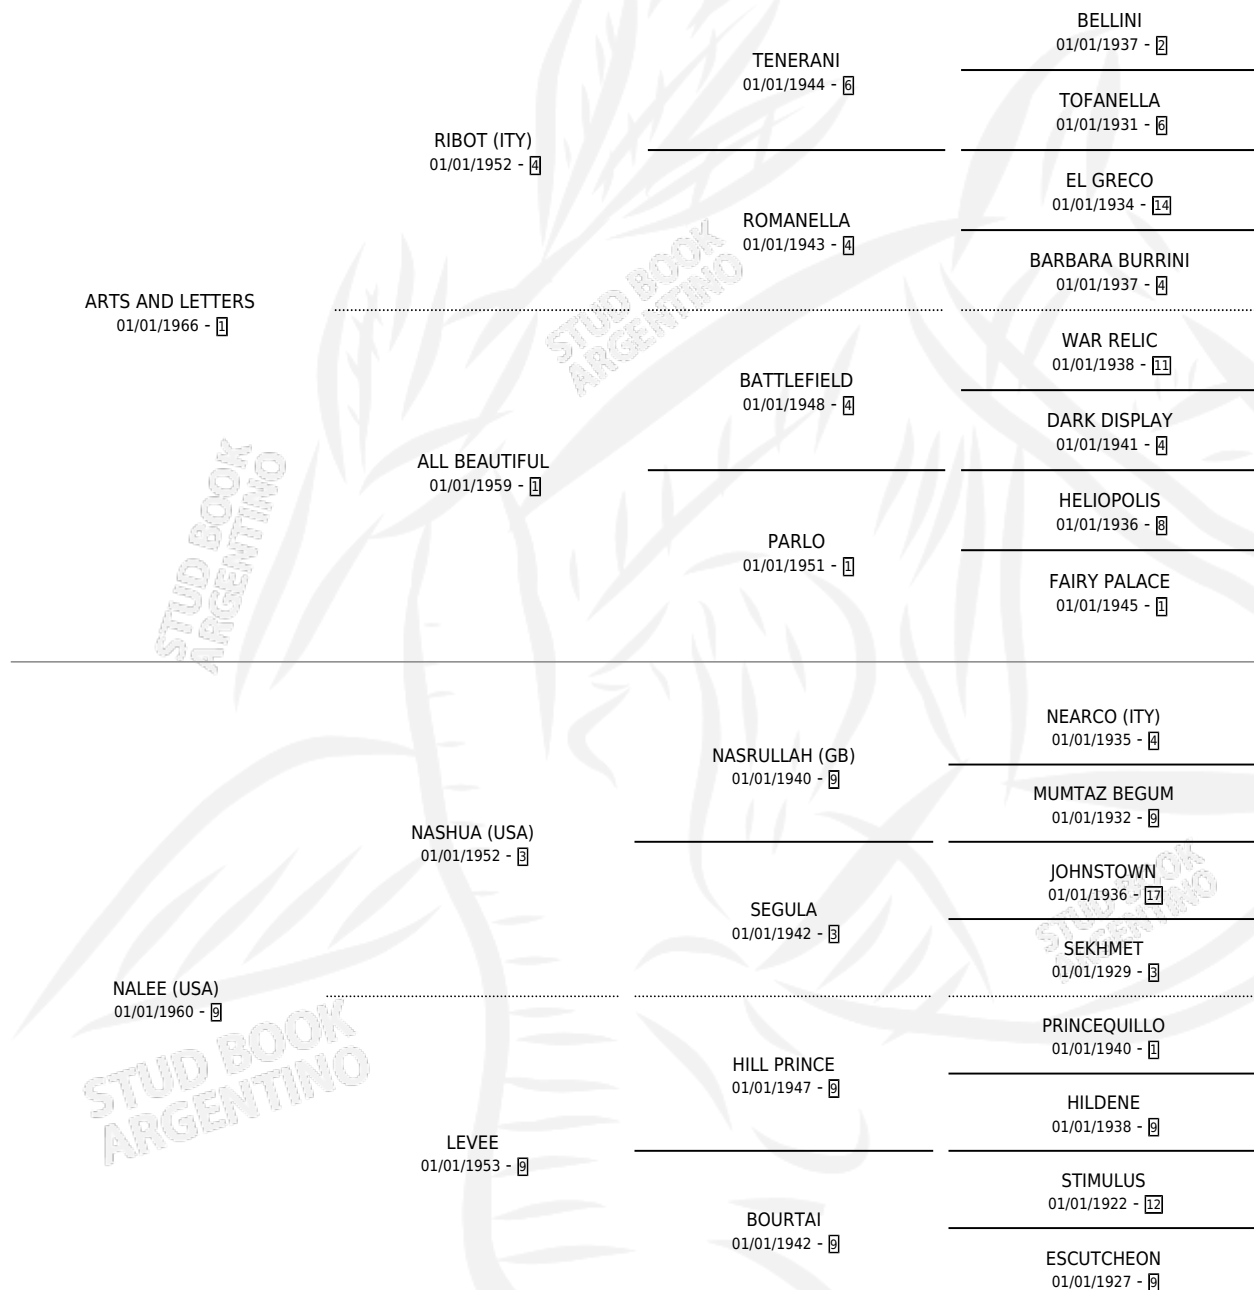 BELLINI
01/01/1937 - 2
TENERANI
01/01/1944 - 6
TOFANELLA
01/01/1931 - 6
RIBOT (ITY)
01/01/1952 - 4
EL GRECO
01/01/1934 - 14
ROMANELLA
01/01/1943 - 4
BARBARA BURRINI
01/01/1937 - 4
ARTS AND LETTERS
01/01/1966 - 1
STUD BOOK
ARGENTINO
WAR RELIC
01/01/1938 - 11
BATTLEFIELD
01/01/1948 - 4
DARK DISPLAY
01/01/1941 - 4
ALL BEAUTIFUL
01/01/1959 - 1
HELIOPOLIS
01/01/1936 - 8
PARLO
01/01/1951 - 1
FAIRY PALACE
01/01/1945 - 1
STUD BOOK
ARGENTINO
NEARCO (ITY)
01/01/1935 - 4
NASRULLAH (GB)
01/01/1940 - 9
MUMTAZ BEGUM
01/01/1932 - 9
NASHUA (USA)
01/01/1952 - 3
JOHNSTOWN
01/01/1936 - 17
SEGULA
01/01/1942 - 3
STUD BOOK
ARGENTINO
SEKHMET
01/01/1929 - 3
NALEE (USA)
01/01/1960 - 9
PRINCEQUILLO
01/01/1940 - 1
HILL PRINCE
01/01/1947 - 9
HILDENE
01/01/1938 - 9
STUD BOOK
ARGENTINO
LEVEE
01/01/1953 - 9
STIMULUS
01/01/1922 - 12
BOURTAI
01/01/1942 - 9
ESCUTCHEON
01/01/1927 - 9